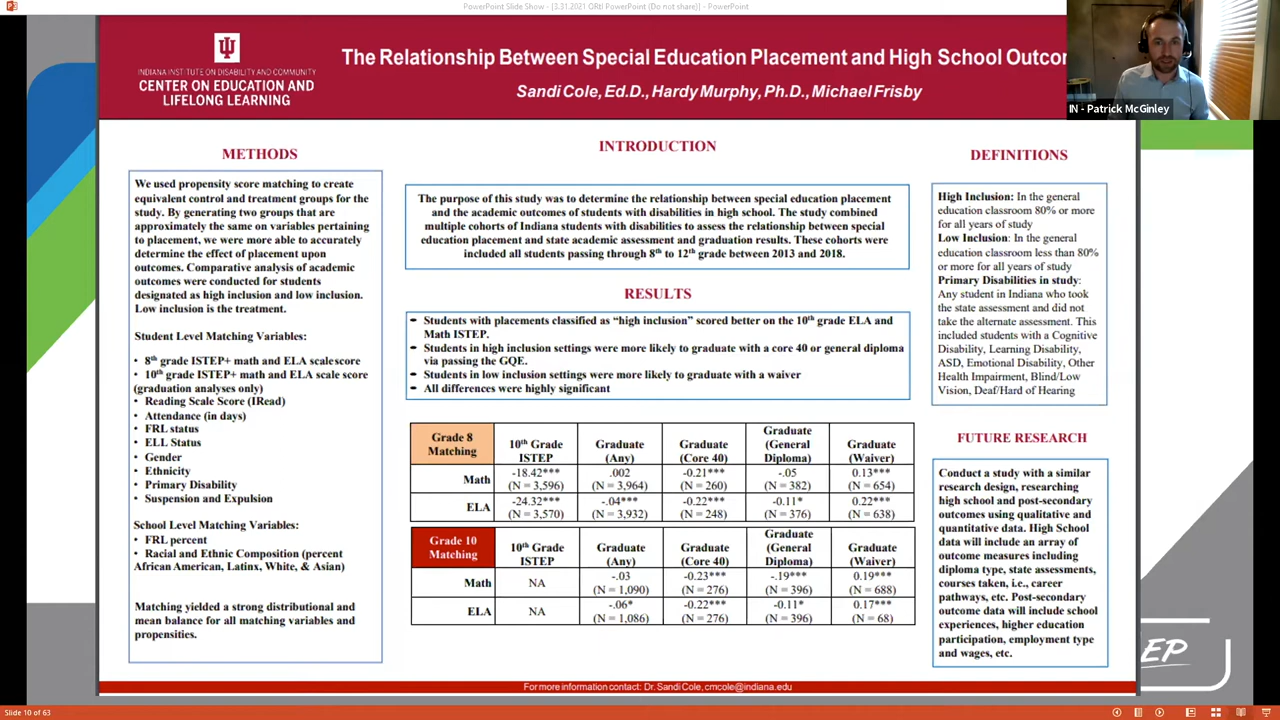 PowerPoint Slide Show - [3.31.2021 ORtI PowerPoint (Do not share)] - PowerPoint
INDIANA INSTITUTE ON DISABILITY AND COMMUNITY
CENTER ON EDUCATION AND
LIFELONG LEARNING
The Relationship Between Special Education Placement and High School Outcor
Sandi Cole, Ed.D., Hardy Murphy, Ph.D., Michael Frisby
IN - Patrick McGinley
METHODS
We used propensity score matching to create
equivalent control and treatment groups for the
study. By generating two groups that are
approximately the same on variables pertaining
to placement, we were more able to accurately
determine the effect of placement upon
outcomes. Comparative analysis of academic
outcomes were conducted for students
designated as high inclusion and low inclusion.
Low inclusion is the treatment.
Student Level Matching Variables:
• 8th grade ISTEP+ math and ELA scale score
• 10th grade ISTEP+ math and ELA scale score
(graduation analyses only)
• Reading Scale Score (IRead)
• Attendance (in days)
• FRL status
• ELL Status
• Gender
• Ethnicity
• Primary Disability
• Suspension and Expulsion
School Level Matching Variables:
• FRL percent
• Racial and Ethnic Composition (percent
African American, Latinx, White, & Asian)
Matching yielded a strong distributional and
mean balance for all matching variables and
propensities.
INTRODUCTION
The purpose of this study was to determine the relationship between special education placement
and the academic outcomes of students with disabilities in high school. The study combined
multiple cohorts of Indiana students with disabilities to assess the relationship between special
education placement and state academic assessment and graduation results. These cohorts were
included all students passing through 8th to 12th grade between 2013 and 2018.
RESULTS
Students with placements classified as “high inclusion” scored better on the 10th grade ELA and
Math ISTEP.
Students in high inclusion settings were more likely to graduate with a core 40 or general diploma
via passing the GQE.
Students in low inclusion settings were more likely to graduate with a waiver
All differences were highly significant
Grade 8 Matching 10th Grade ISTEP Graduate (Any) Graduate (Core 40) Graduate (General Diploma) Graduate (Waiver)
Math -18.42*** .002 -0.21*** -.05 0.13***
(N = 3,596) (N = 3,964) (N = 260) (N = 382) (N = 654)
ELA -24.32*** -.04*** -0.22*** -0.11* 0.22***
(N = 3,570) (N = 3,932) (N = 248) (N = 376) (N = 638)
Grade 10 Matching 10th Grade ISTEP Graduate (Any) Graduate (Core 40) Graduate (General Diploma) Graduate (Waiver)
Math NA -.03 -0.23*** -.19*** 0.19***
(N = 1,090) (N = 276) (N = 396) (N = 688)
ELA NA -.06* -0.22*** -0.11* 0.17***
(N = 1,086) (N = 276) (N = 396) (N = 68)
DEFINITIONS
High Inclusion: In the general
education classroom 80% or more
for all years of study
Low Inclusion: In the general
education classroom less than 80%
or more for all years of study
Primary Disabilities in study:
Any student in Indiana who took
the state assessment and did not
take the alternate assessment. This
included students with a Cognitive
Disability, Learning Disability,
ASD, Emotional Disability, Other
Health Impairment, Blind/Low
Vision, Deaf/Hard of Hearing
FUTURE RESEARCH
Conduct a study with a similar
research design, researching
high school and post-secondary
outcomes using qualitative and
quantitative data. High School
data will include an array of
outcome measures including
diploma type, state assessments,
courses taken, i.e., career
pathways, etc. Post-secondary
outcome data will include school
experiences, higher education
participation, employment type
and wages, etc.
EP
For more information contact: Dr. Sandi Cole, cmcole@indiana.edu
Slide 10 of 63